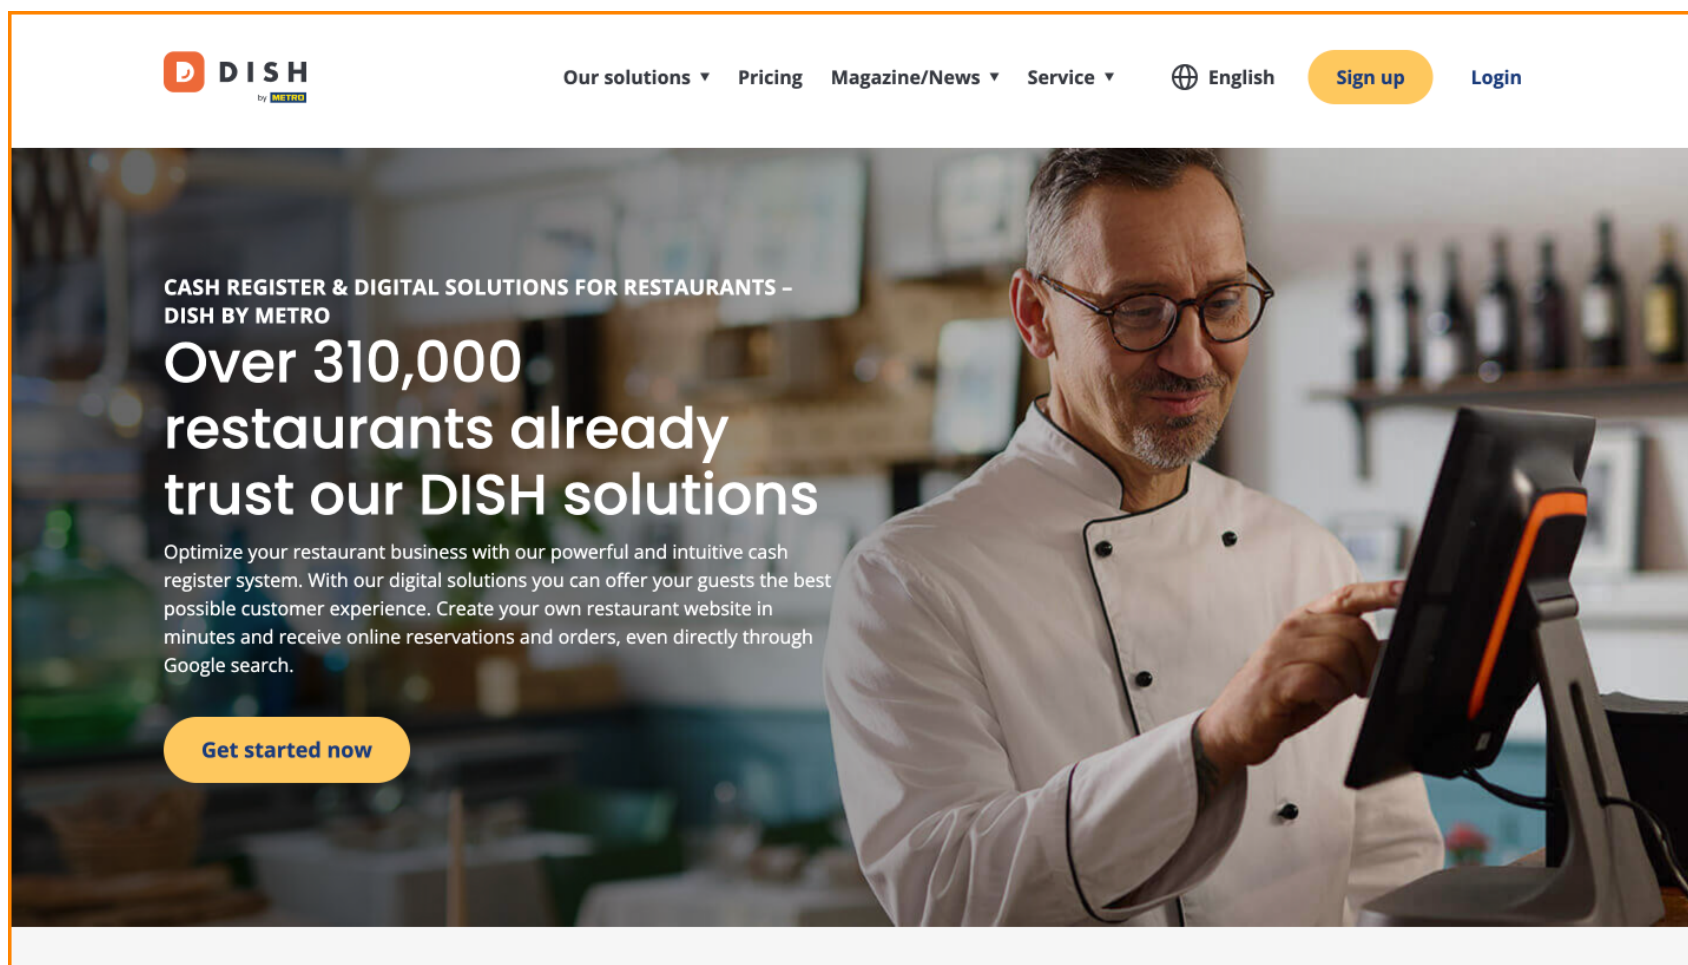 DISH
by METRO
Our solutions ▼ Pricing Magazine/News ▼ Service ▼ English Sign up Login
CASH REGISTER & DIGITAL SOLUTIONS FOR RESTAURANTS –
DISH BY METRO
Over 310,000
restaurants already
trust our DISH solutions
Optimize your restaurant business with our powerful and intuitive cash
register system. With our digital solutions you can offer your guests the best
possible customer experience. Create your own restaurant website in
minutes and receive online reservations and orders, even directly through
Google search.
Get started now